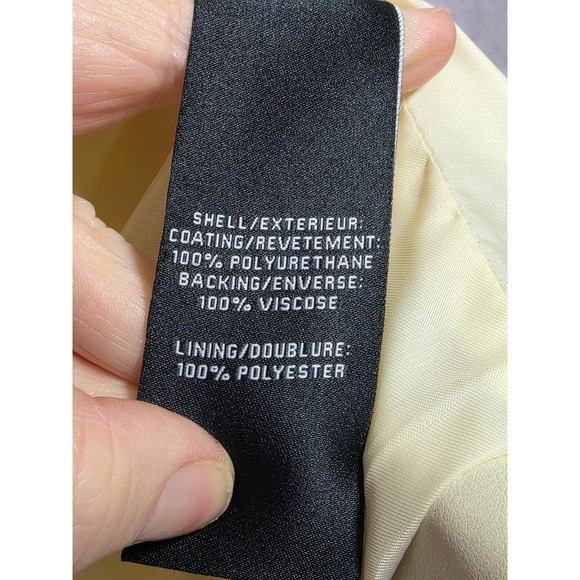 SHELL/EXTERIEUR:
COATING/REVETEMENT:
100% POLYURETHANE
BACKING/ENVERSE:
100% VISCOSE
LINING/DOUBLURE:
100% POLYESTER